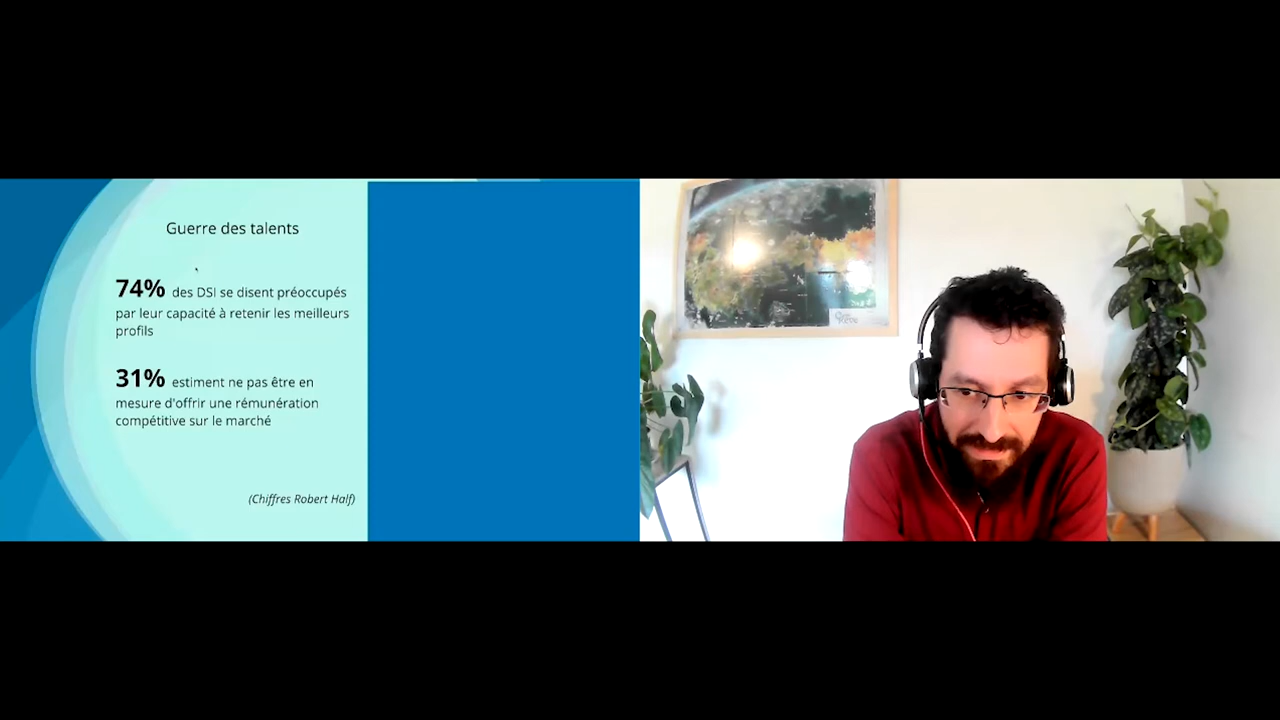 Guerre des talents
74% des DSI se disent préoccupés
par leur capacité à retenir les meilleurs
profils
31% estiment ne pas être en
mesure d'offrir une rémunération
compétitive sur le marché
(Chiffres Robert Half)